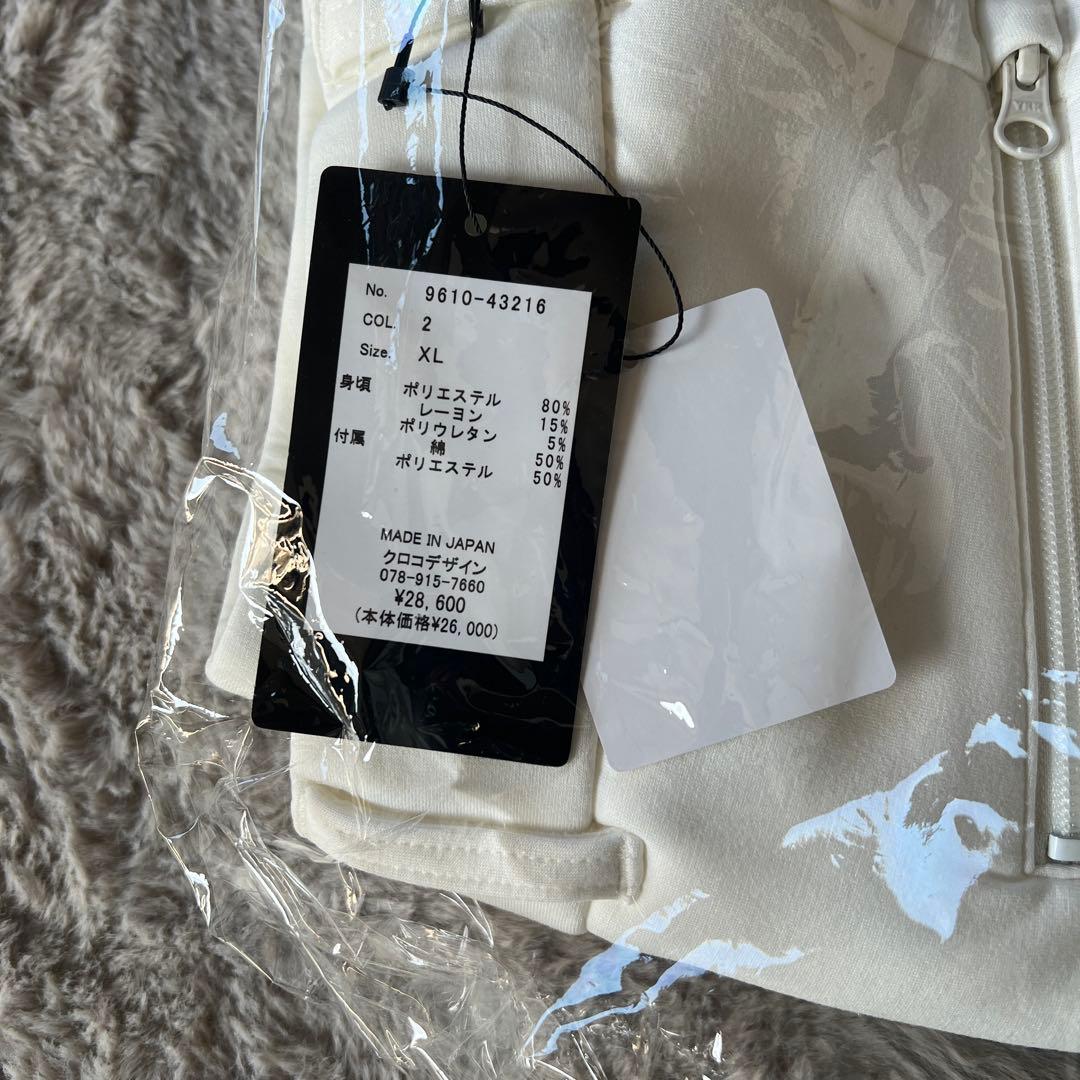 No. 9610-43216
COL. 2
Size. XL
身頃 ポリエステル 80%
レーヨン 15%
ポリウレタン 5%
付属 綿 50%
ポリエステル 50%
MADE IN JAPAN
クロコデザイン
078-915-7660
¥28,600
(本体価格¥26,000)
YKK